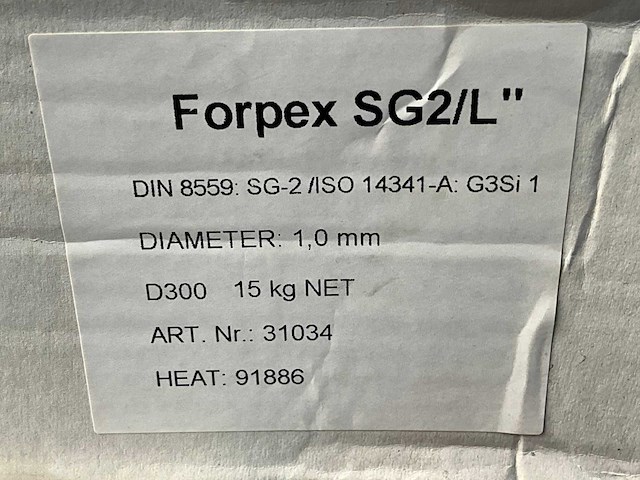 Forpex SG2/L"
DIN 8559: SG-2 /ISO 14341-A: G3Si 1
DIAMETER: 1,0 mm
D300 15 kg NET
ART. Nr.: 31034
HEAT: 91886